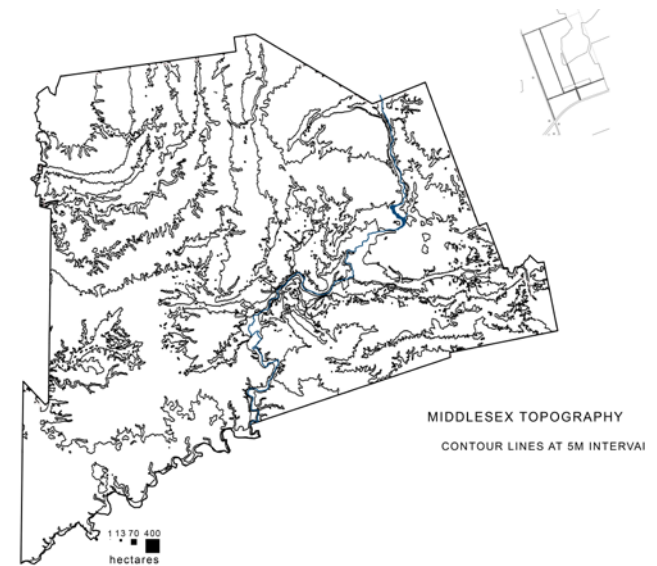 MIDDLESEX TOPOGRAPHY
CONTOUR LINES AT 5M INTERVAI
1 13 70 400
hectares